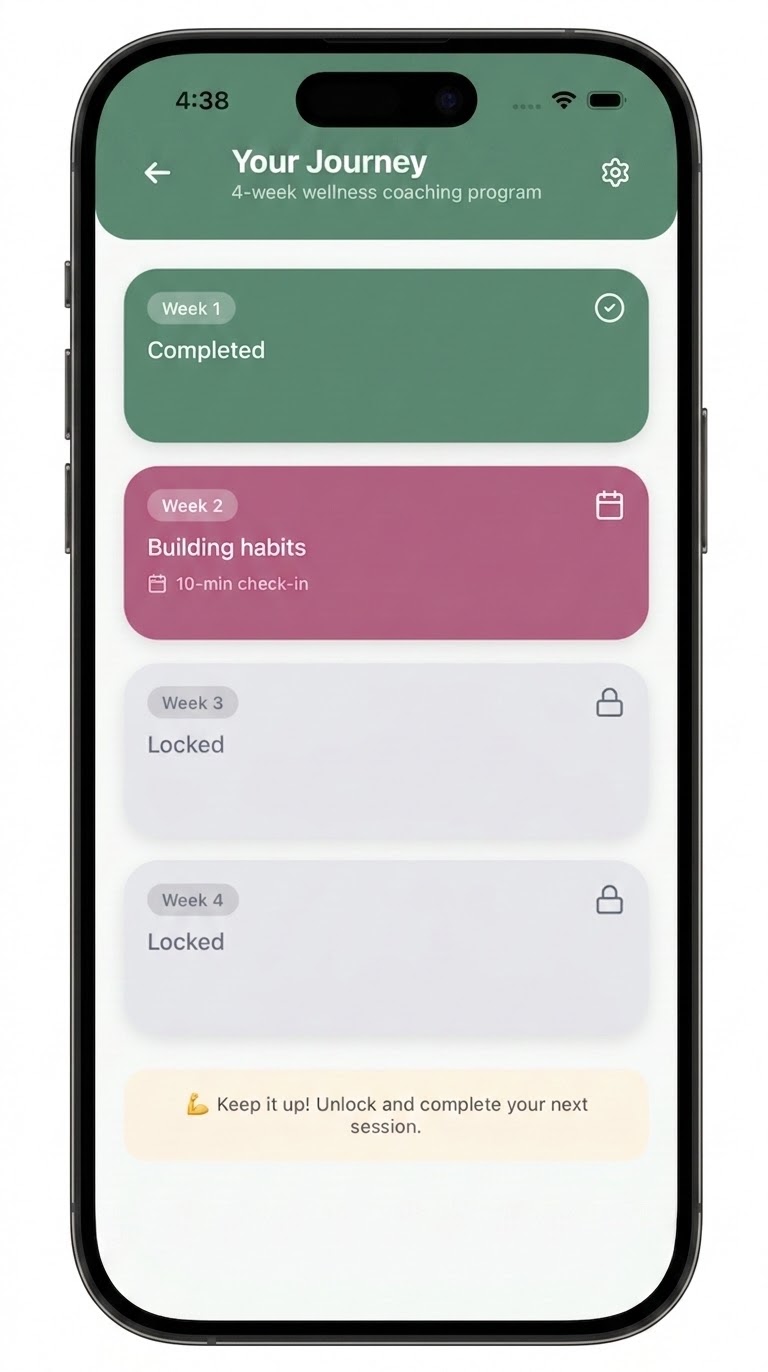 4:38
Your Journey
4-week wellness coaching program
Week 1
Completed
Week 2
Building habits
10-min check-in
Week 3
Locked
Week 4
Locked
💪 Keep it up! Unlock and complete your next
session.